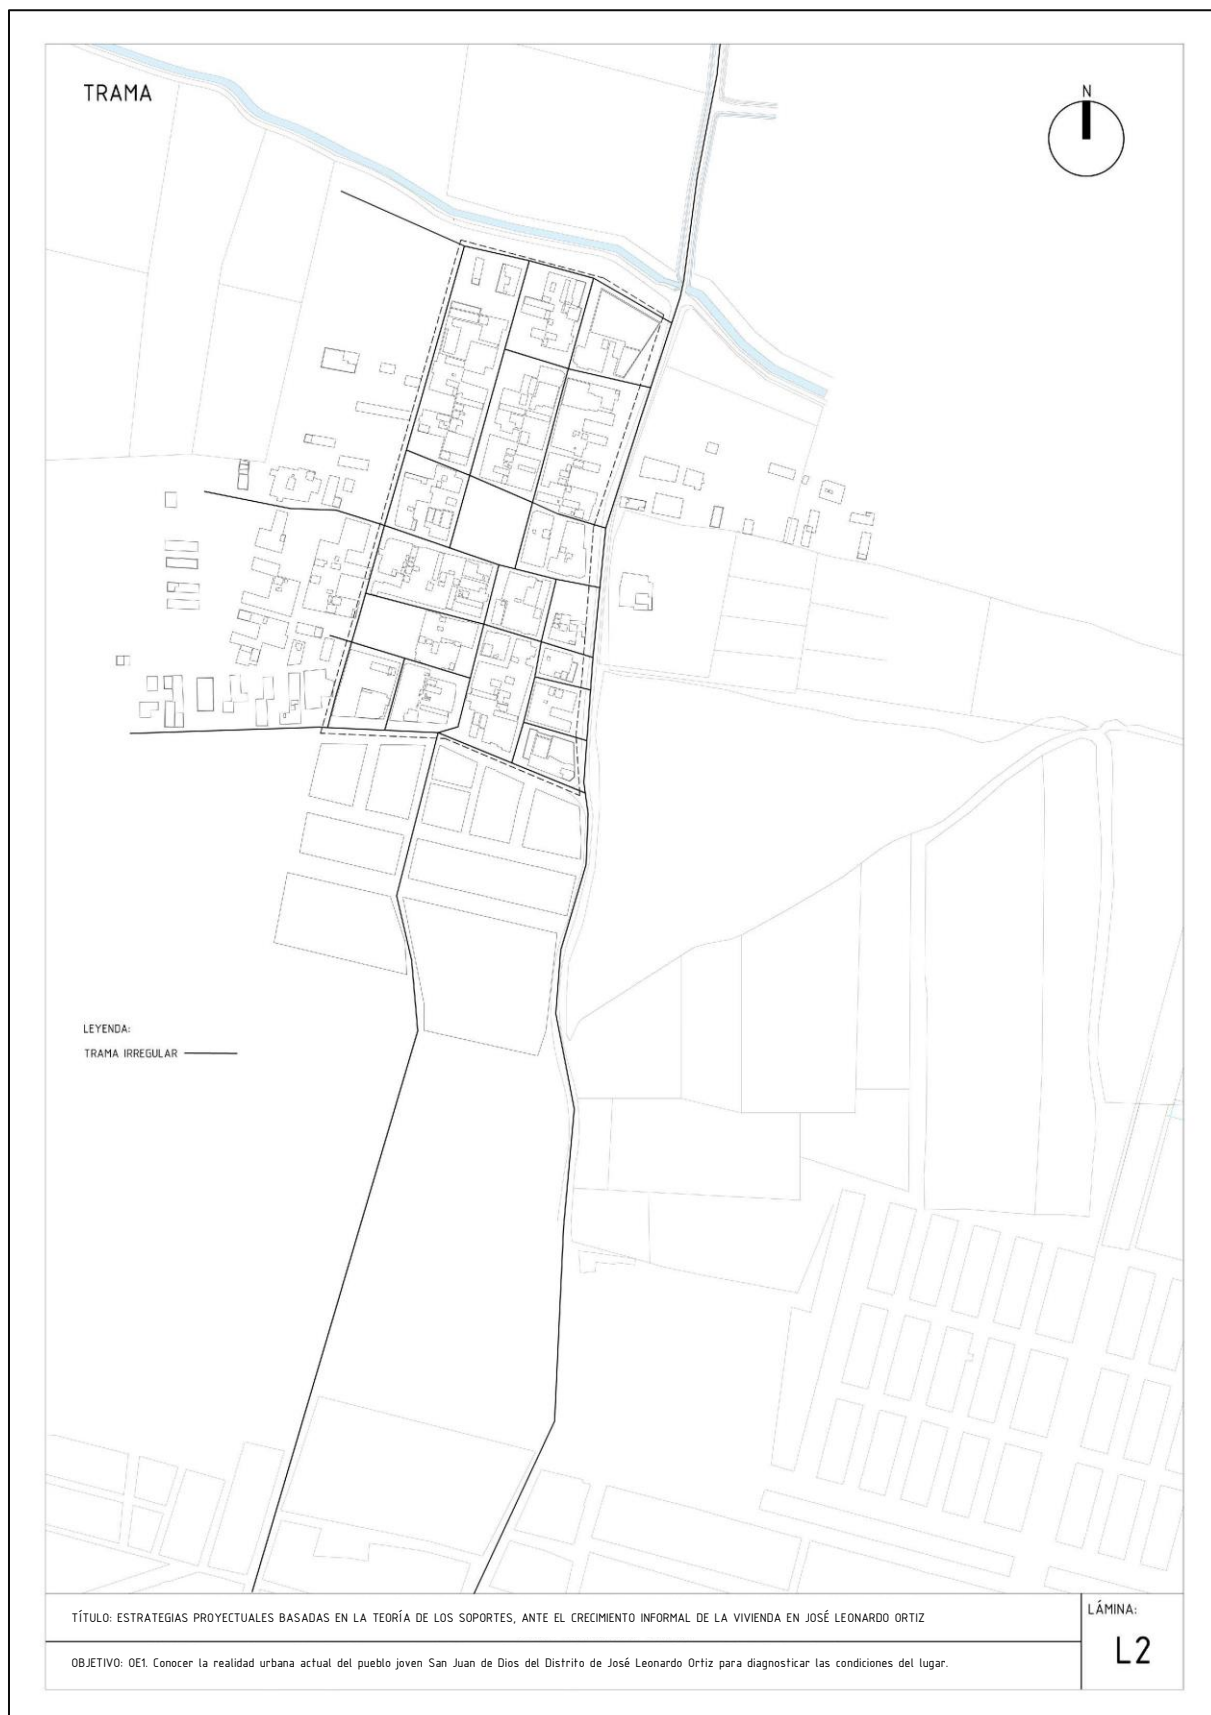 TRAMA
N
LEYENDA:
TRAMA IRREGULAR
TÍTULO: ESTRATEGIAS PROYECTUALES BASADAS EN LA TEORÍA DE LOS SOPORTES, ANTE EL CRECIMIENTO INFORMAL DE LA VIVIENDA EN JOSÉ LEONARDO ORTIZ
OBJETIVO: OE1. Conocer la realidad urbana actual del pueblo joven San Juan de Dios del Distrito de José Leonardo Ortiz para diagnosticar las condiciones del lugar.
LÁMINA:
L2